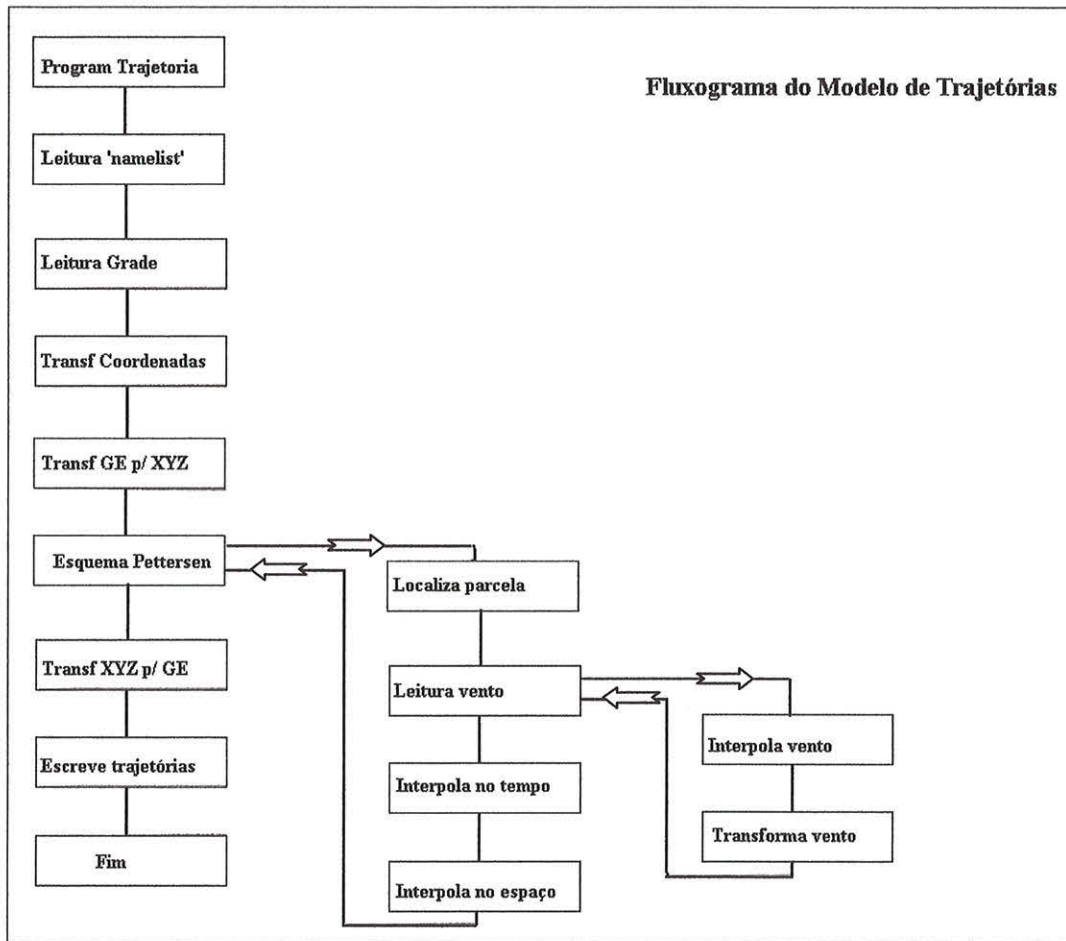 Fluxograma do Modelo de Trajetórias
Program Trajetoria
Leitura 'namelist'
Leitura Grade
Transf Coordenadas
Transf GE p/ XYZ
Esquema Pettersen
Transf XYZ p/ GE
Escreve trajetórias
Fim
Localiza parcela
Leitura vento
Interpola no tempo
Interpola no espaço
Interpola vento
Transforma vento